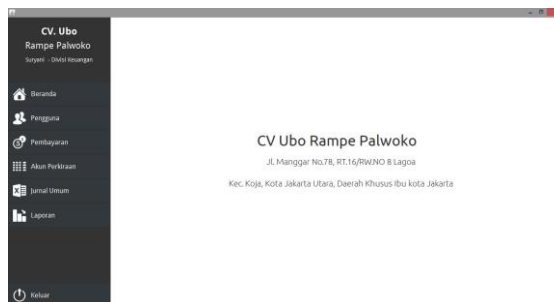 CV. Ubo
Rampe Palwoko
Suryani - Divisi Keuangan
Beranda
Pengguna
Pembayaran
Akun Perkiraan
Jurnal Umum
Laporan
Keluar
CV Ubo Rampe Palwoko
Jl. Manggar No.78, RT.16/RW.NO 8 Lagoa
Kec. Koja, Kota Jakarta Utara, Daerah Khusus Ibu kota Jakarta